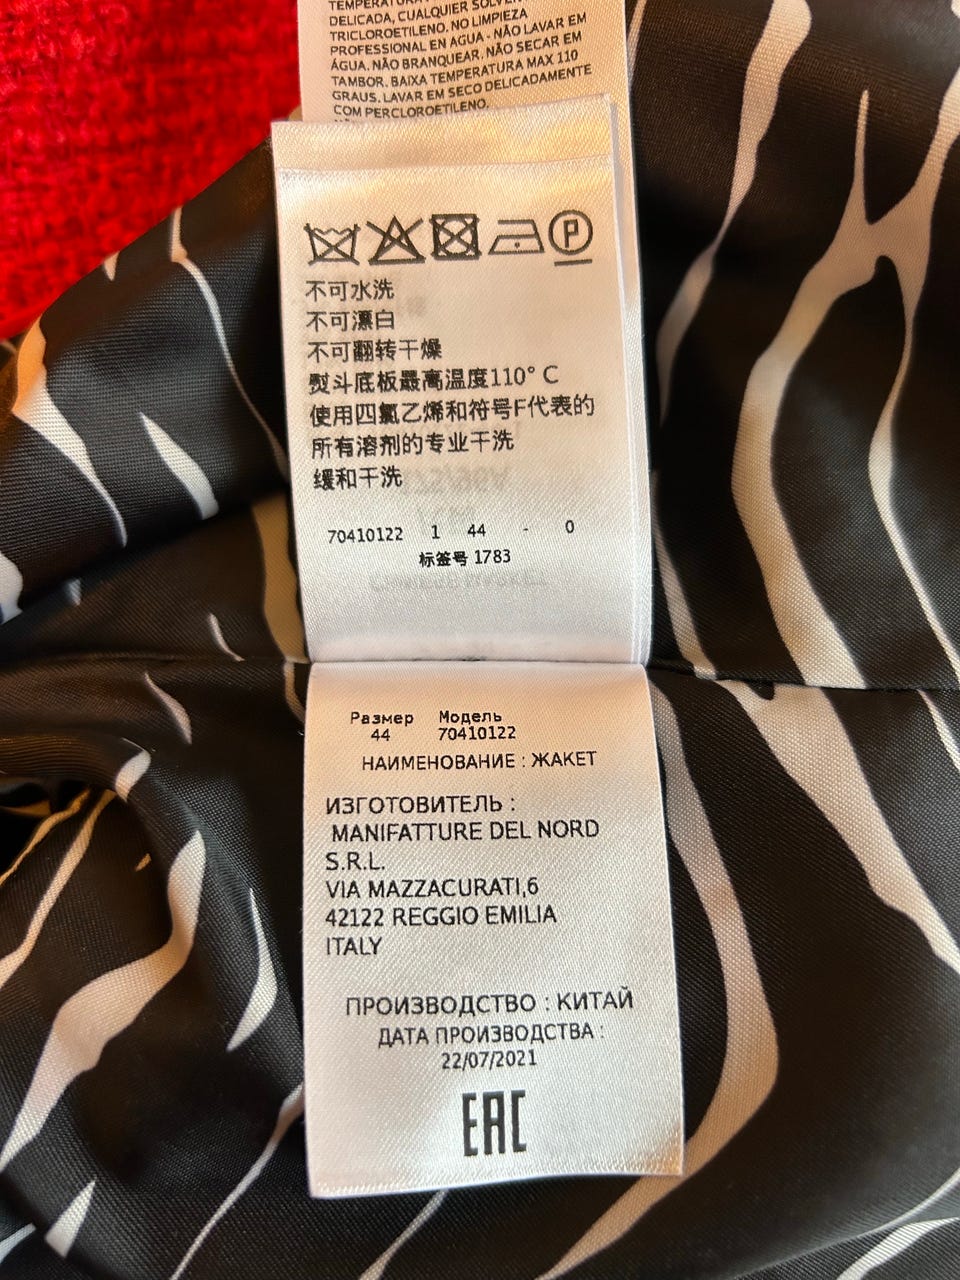 TEMPERATURA
DELICADA, CUALQUIER SOLVEN
TRICLOROETILENO. NO LIMPIEZA
PROFESSIONAL EN AGUA - NÃO LAVAR EM
ÁGUA. NÃO BRANQUEAR. NÃO SECAR EM
TAMBOR. BAIXA TEMPERATURA MAX 110
GRAUS. LAVAR EM SECO DELICADAMENTE
COM PERCLOROETILENO.
P
不可水洗
不可漂白
不可翻转干燥
熨斗底板最高温度110° C
使用四氯乙烯和符号F代表的
所有溶剂的专业干洗
缓和干洗
70410122 1 44 - 0
标签号 1783
Размер Модель
44 70410122
НАИМЕНОВАНИЕ : ЖАКЕТ
ИЗГОТОВИТЕЛЬ :
MANIFATTURE DEL NORD
S.R.L.
VIA MAZZACURATI,6
42122 REGGIO EMILIA
ITALY
ПРОИЗВОДСТВО : КИТАЙ
ДАТА ПРОИЗВОДСТВА :
22/07/2021
EAC